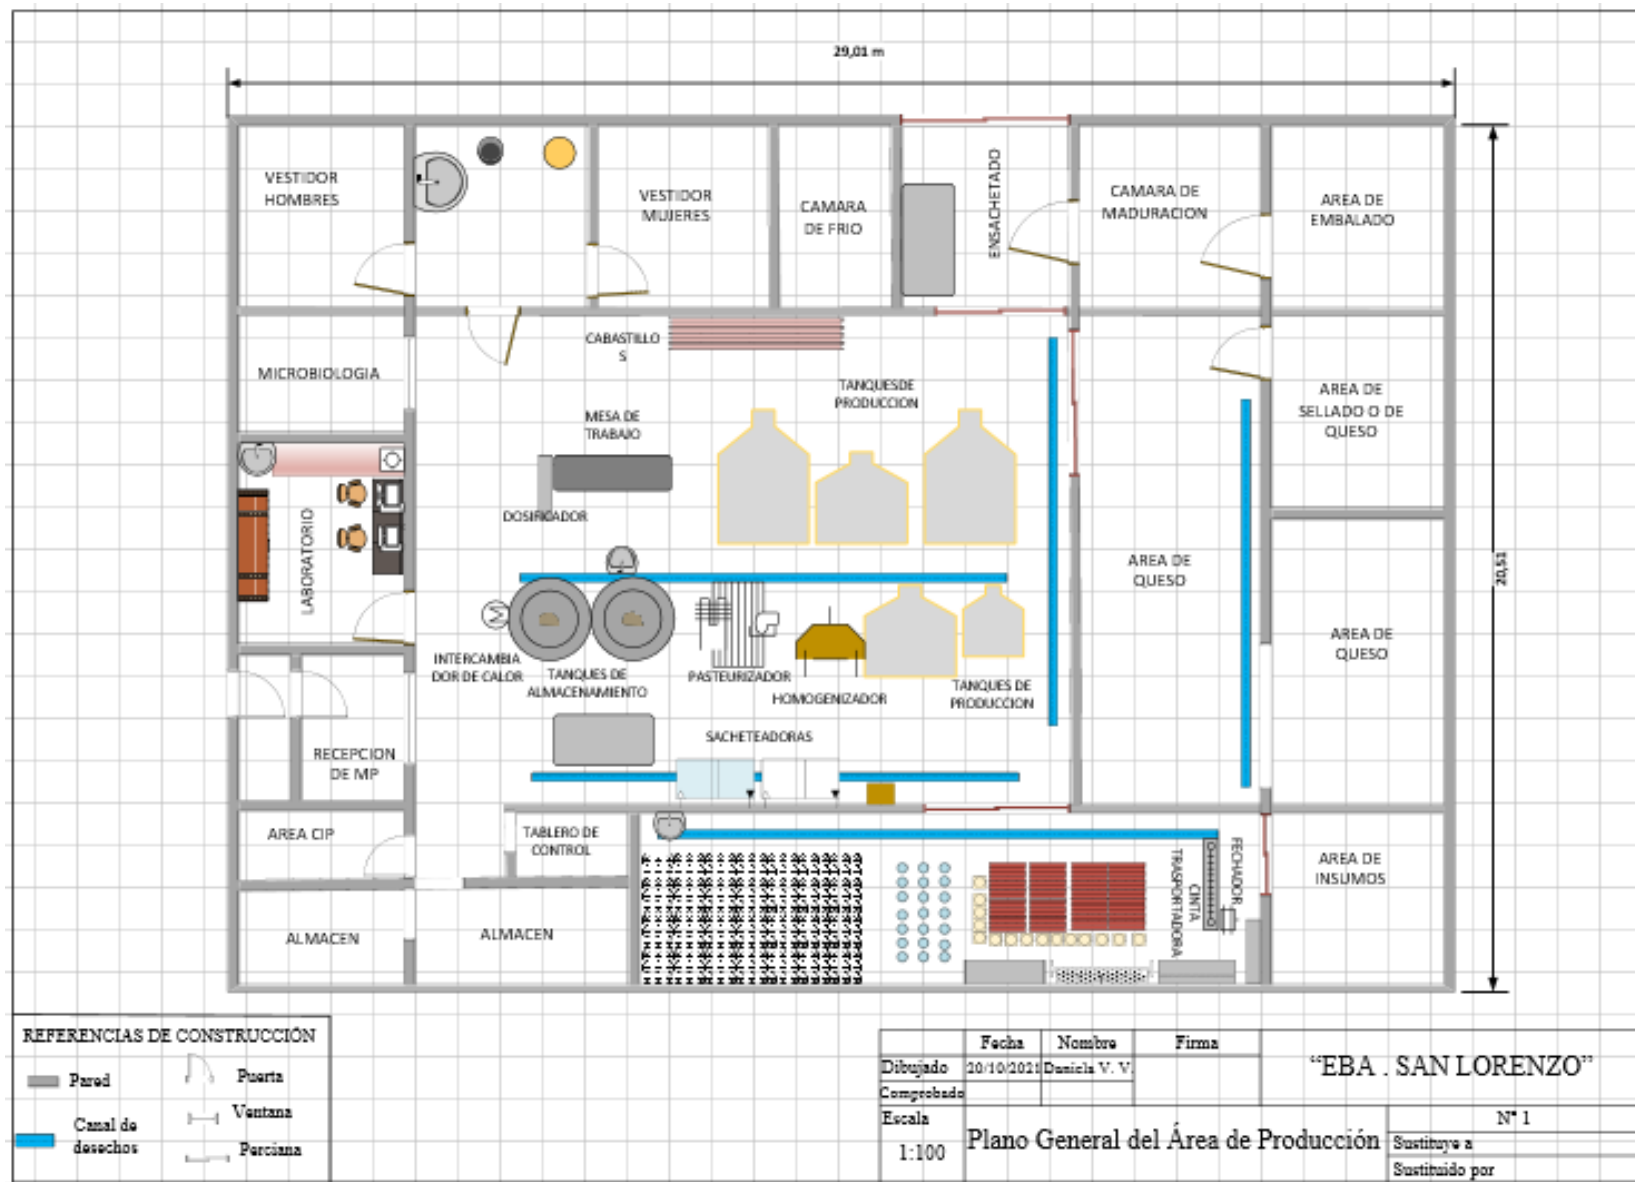 29,01 m
VESTIDOR
HOMBRES
VESTIDOR
MUJERES
CAMARA
DE FRIO
ENSACHETADO
CAMARA DE
MADURACION
AREA DE
EMBALADO
MICROBIOLOGIA
CABASTILLO
S
TANQUESDE
PRODUCCION
MESA DE
TRABAJO
AREA DE
SELLADO O DE
QUESO
DOSIFICADOR
LABORATORIO
AREA DE
QUESO
20,51
M
INTERCAMBIA
DOR DE CALOR
TANQUES DE
ALMACENAMIENTO
PASTEURIZADOR
HOMOGENIZADOR
TANQUES DE
PRODUCCION
AREA DE
QUESO
RECEPCION
DE MP
SACHETEADORAS
AREA CIP
TABLERO DE
CONTROL
CINTA
TRASPORTADORA
FECHADOR
AREA DE
INSUMOS
ALMACEN
ALMACEN
REFERENCIAS DE CONSTRUCCIÓN
Pared
Puerta
Canal de
desechos
Ventana
Perciana
Fecha
Nombre
Firma
Dibujado
20/10/2021
Daniela V. V.
Comprobado
"EBA . SAN LORENZO"
Escala
1:100
Plano General del Área de Producción
N° 1
Sustituye a
Sustituido por